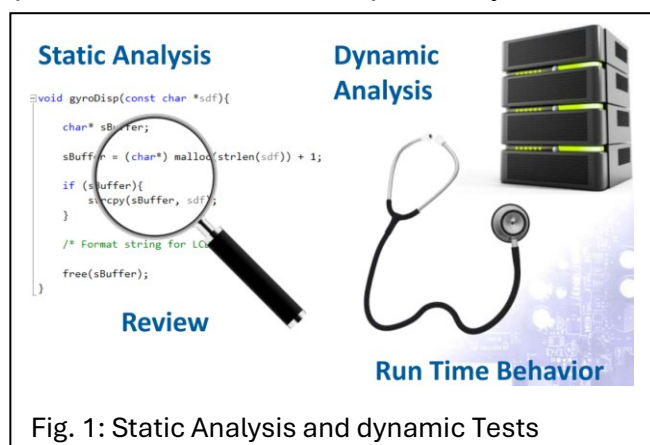 Static Analysis
Dynamic
Analysis
void gyroDisp(const char *sdf){
char* sBuffer;
sBuffer = (char*) malloc(strlen(sdf)) + 1;
if (sBuffer){
strcpy(sBuffer, sdf);
}
/* Format string for LC
free(sBuffer);
}
Review
Run Time Behavior
Fig. 1: Static Analysis and dynamic Tests